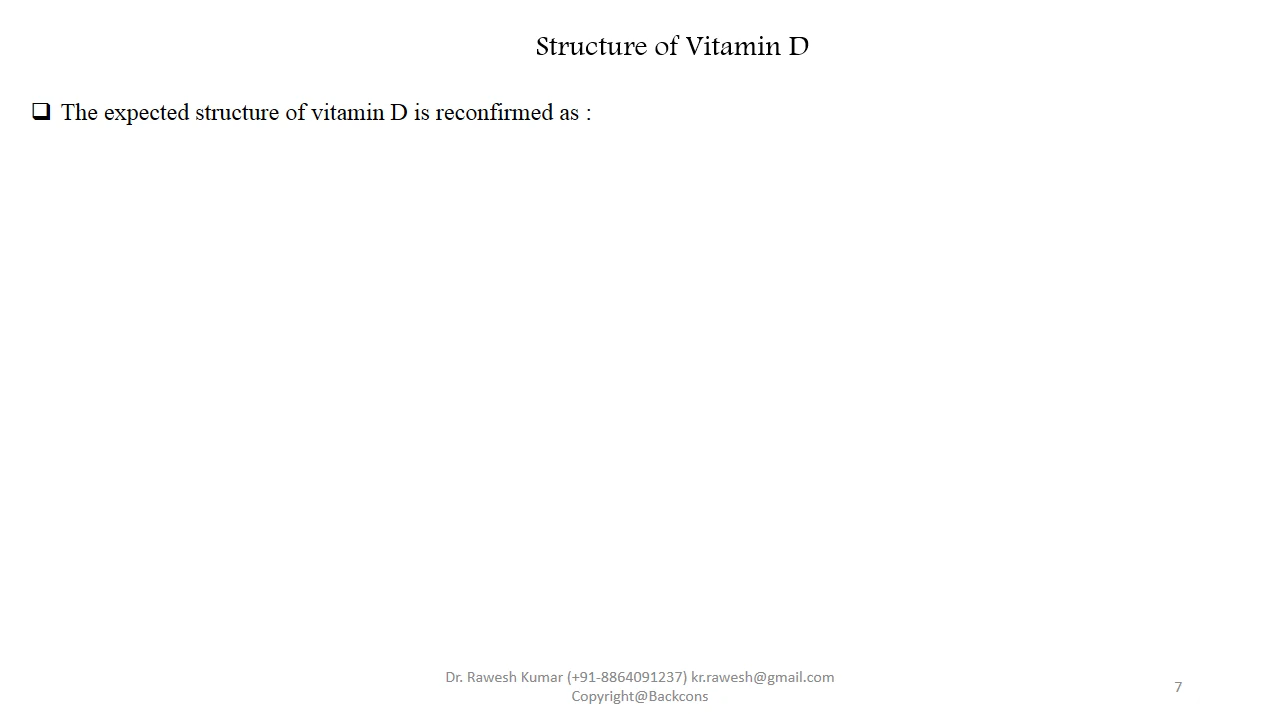 Structure of Vitamin D
❑ The expected structure of vitamin D is reconfirmed as :
Dr. Rawesh Kumar (+91-8864091237) kr.rawesh@gmail.com
Copyright@Backcons
7